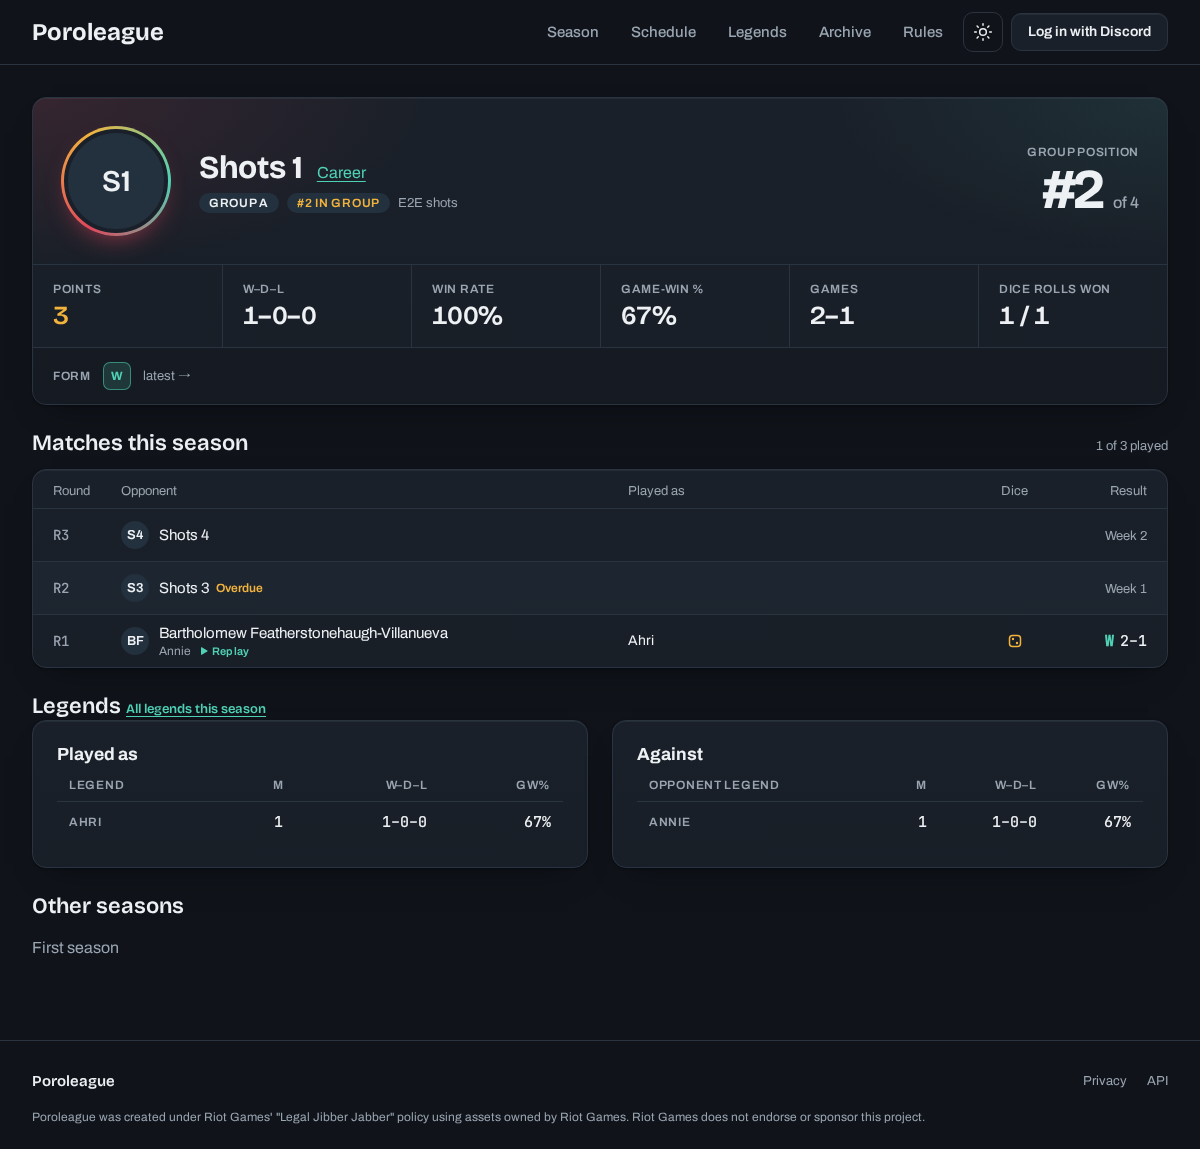 Poroleague
Season Schedule Legends Archive Rules Log in with Discord
S1
Shots 1 Career
GROUP A #2 IN GROUP E2E shots
GROUP POSITION
#2 of 4
POINTS W–D–L WIN RATE GAME-WIN % GAMES DICE ROLLS WON
3 1–0–0 100% 67% 2–1 1 / 1
FORM W latest →
Matches this season 1 of 3 played
Round Opponent Played as Dice Result
R3 S4 Shots 4 Week 2
R2 S3 Shots 3 Overdue Week 1
R1 BF Bartholomew Featherstonehaugh-Villanueva Ahri W 2–1
Annie Replay
Legends All legends this season
Played as
LEGEND M W–D–L GW%
AHRI 1 1–0–0 67%
Against
OPPONENT LEGEND M W–D–L GW%
ANNIE 1 1–0–0 67%
Other seasons
First season
Poroleague Privacy API
Poroleague was created under Riot Games' "Legal Jibber Jabber" policy using assets owned by Riot Games. Riot Games does not endorse or sponsor this project.